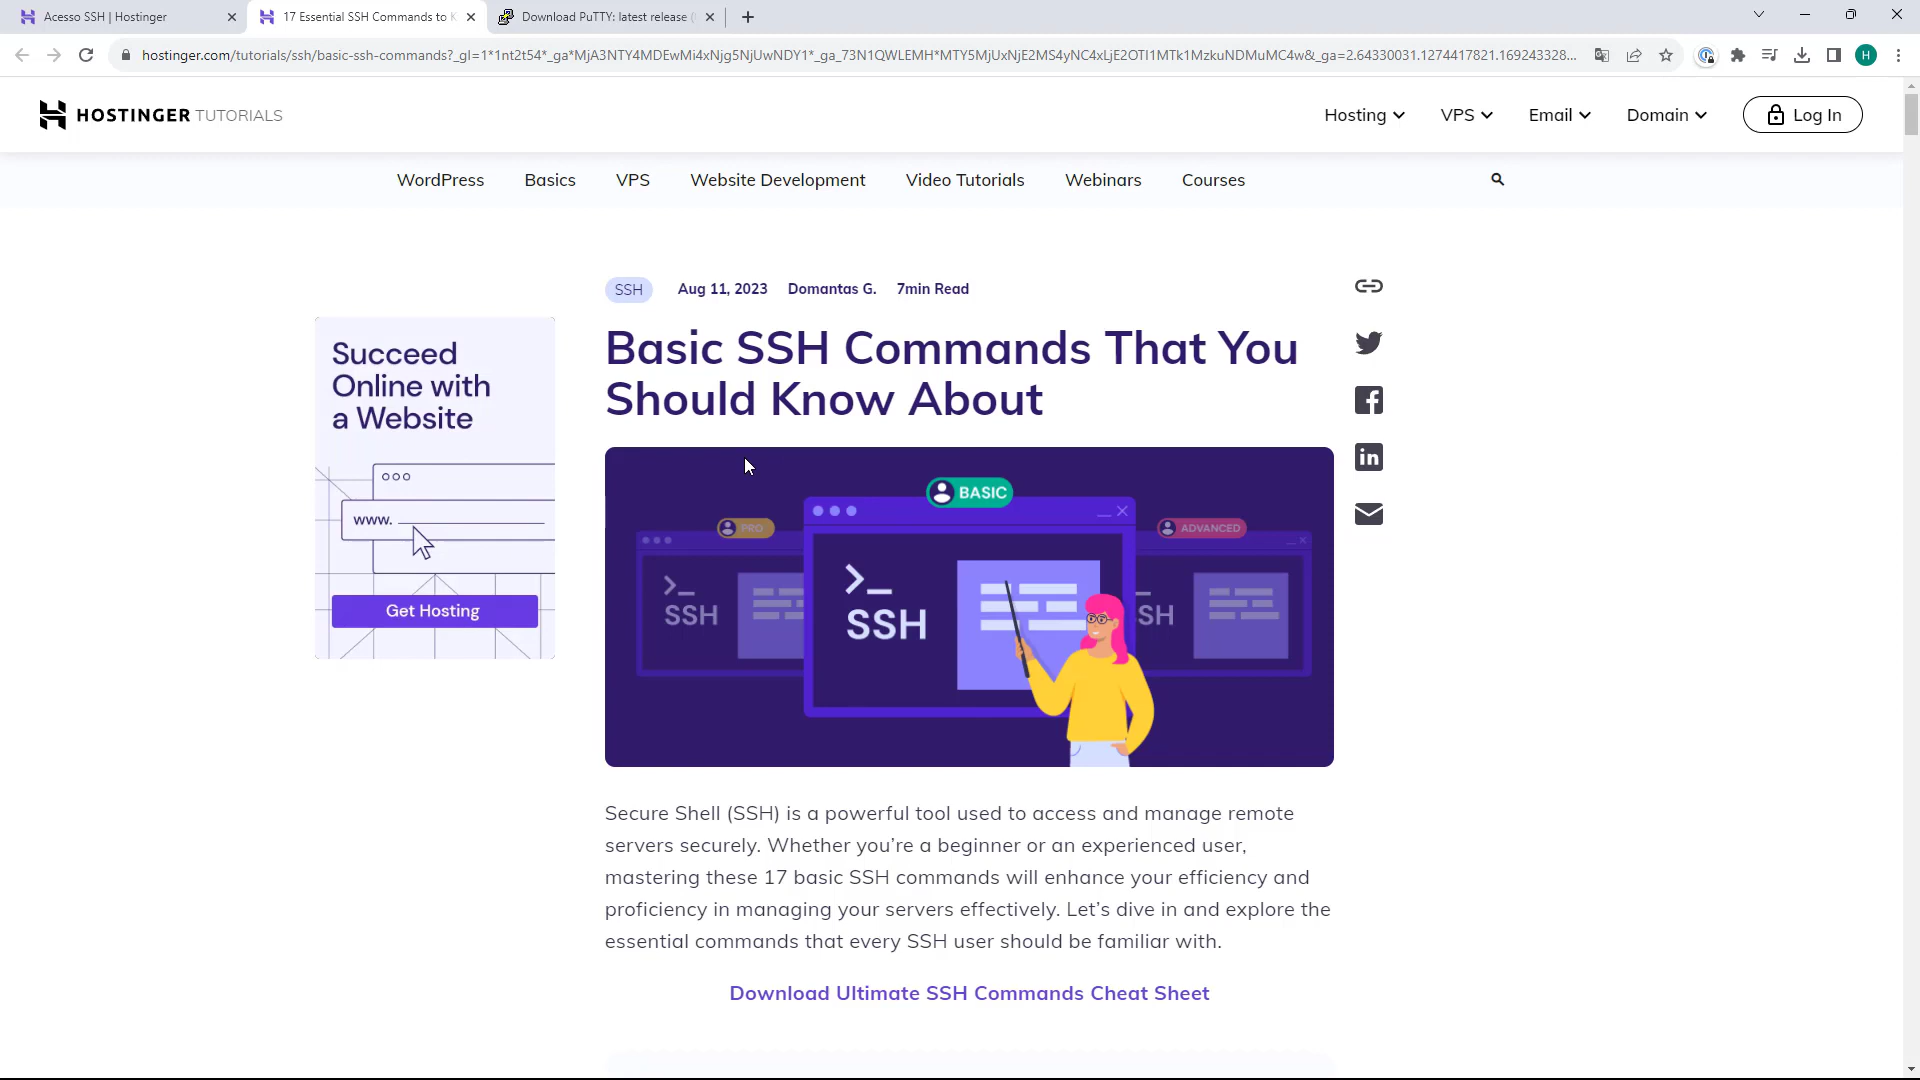 Acesso SSH | Hostinger
17 Essential SSH Commands to K
Download PuTTY: latest release (
hostinger.com/tutorials/ssh/basic-ssh-commands?_gl=1*1nt2t54*_ga*MjA3NTY4MDEwMi4xNjg5NjUwNDY1*_ga_73N1QWLEMH*MTY5MjUxNjE2MS4yNC4xLjE2OTI1MTk1MzkuNDMuMC4w&_ga=2.64330031.1274417821.169243328...
H
HOSTINGER TUTORIALS
Hosting
VPS
Email
Domain
Log In
WordPress
Basics
VPS
Website Development
Video Tutorials
Webinars
Courses
SSH
Aug 11, 2023
Domantas G.
7min Read
Basic SSH Commands That You
Should Know About
Succeed
Online with
a Website
www.
Get Hosting
BASIC
PRO
ADVANCED
>_
SSH
>_
SSH
SH
Secure Shell (SSH) is a powerful tool used to access and manage remote
servers securely. Whether you’re a beginner or an experienced user,
mastering these 17 basic SSH commands will enhance your efficiency and
proficiency in managing your servers effectively. Let’s dive in and explore the
essential commands that every SSH user should be familiar with.
Download Ultimate SSH Commands Cheat Sheet